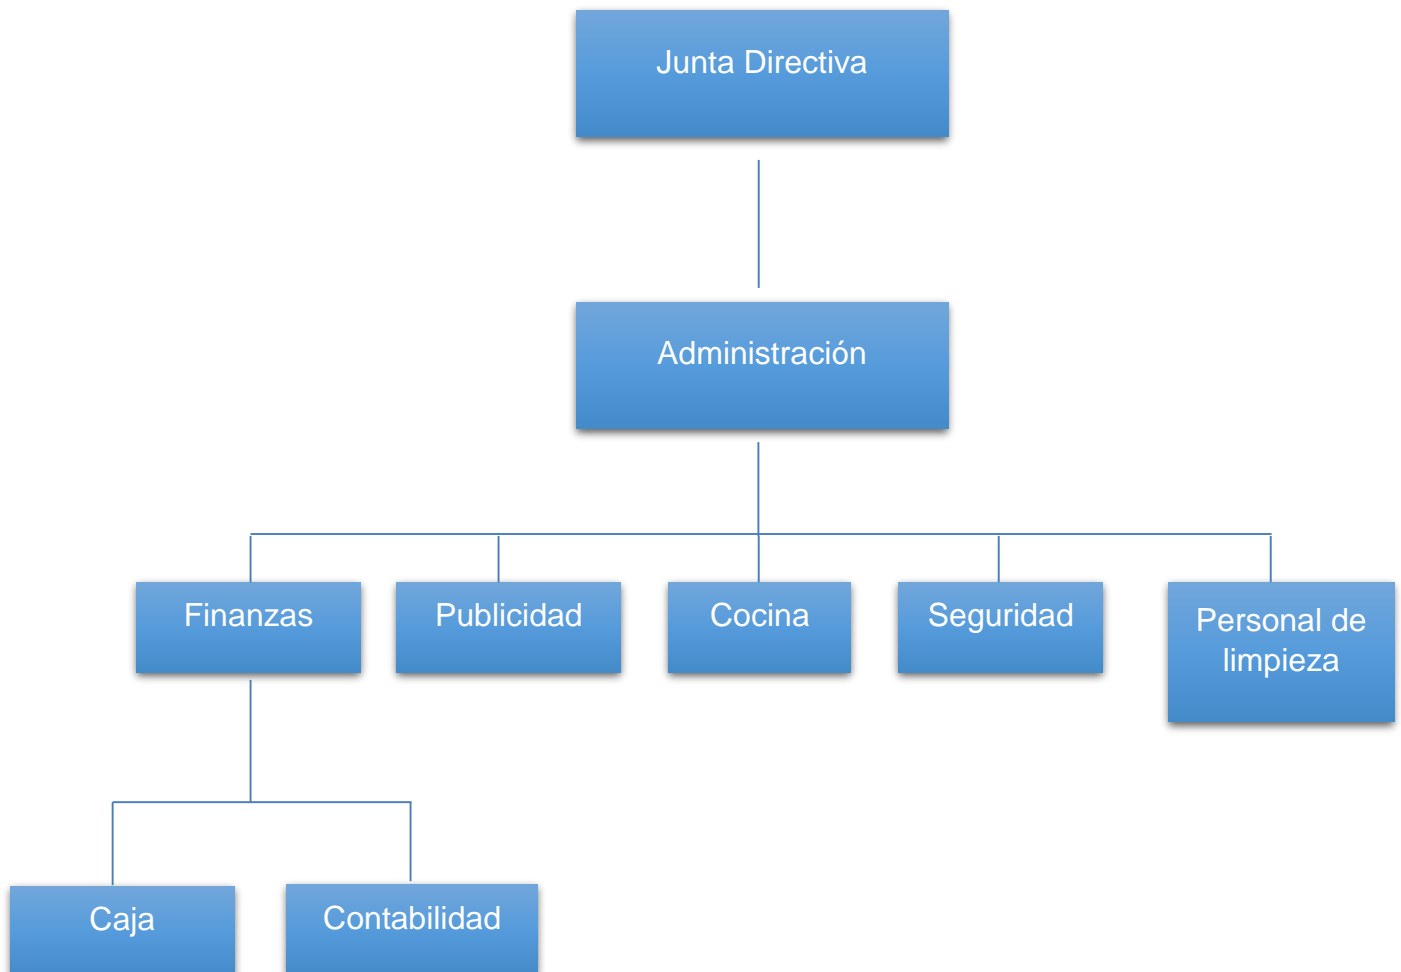 Junta Directiva
Administración
Finanzas
Publicidad
Cocina
Seguridad
Personal de
limpieza
Caja
Contabilidad